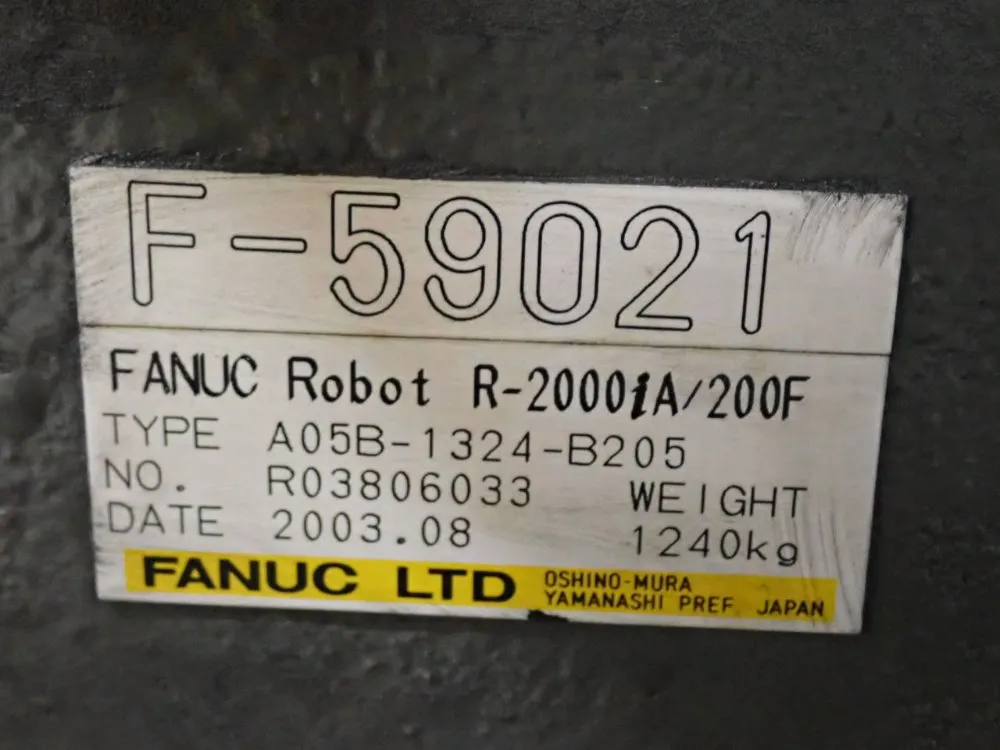 F-59021
FANUC Robot R-2000iA/200F
TYPE A05B-1324-B205
NO. R03806033 WEIGHT
DATE 2003.08 1240kg
FANUC LTD OSHINO-MURA
YAMANASHI PREF. JAPAN